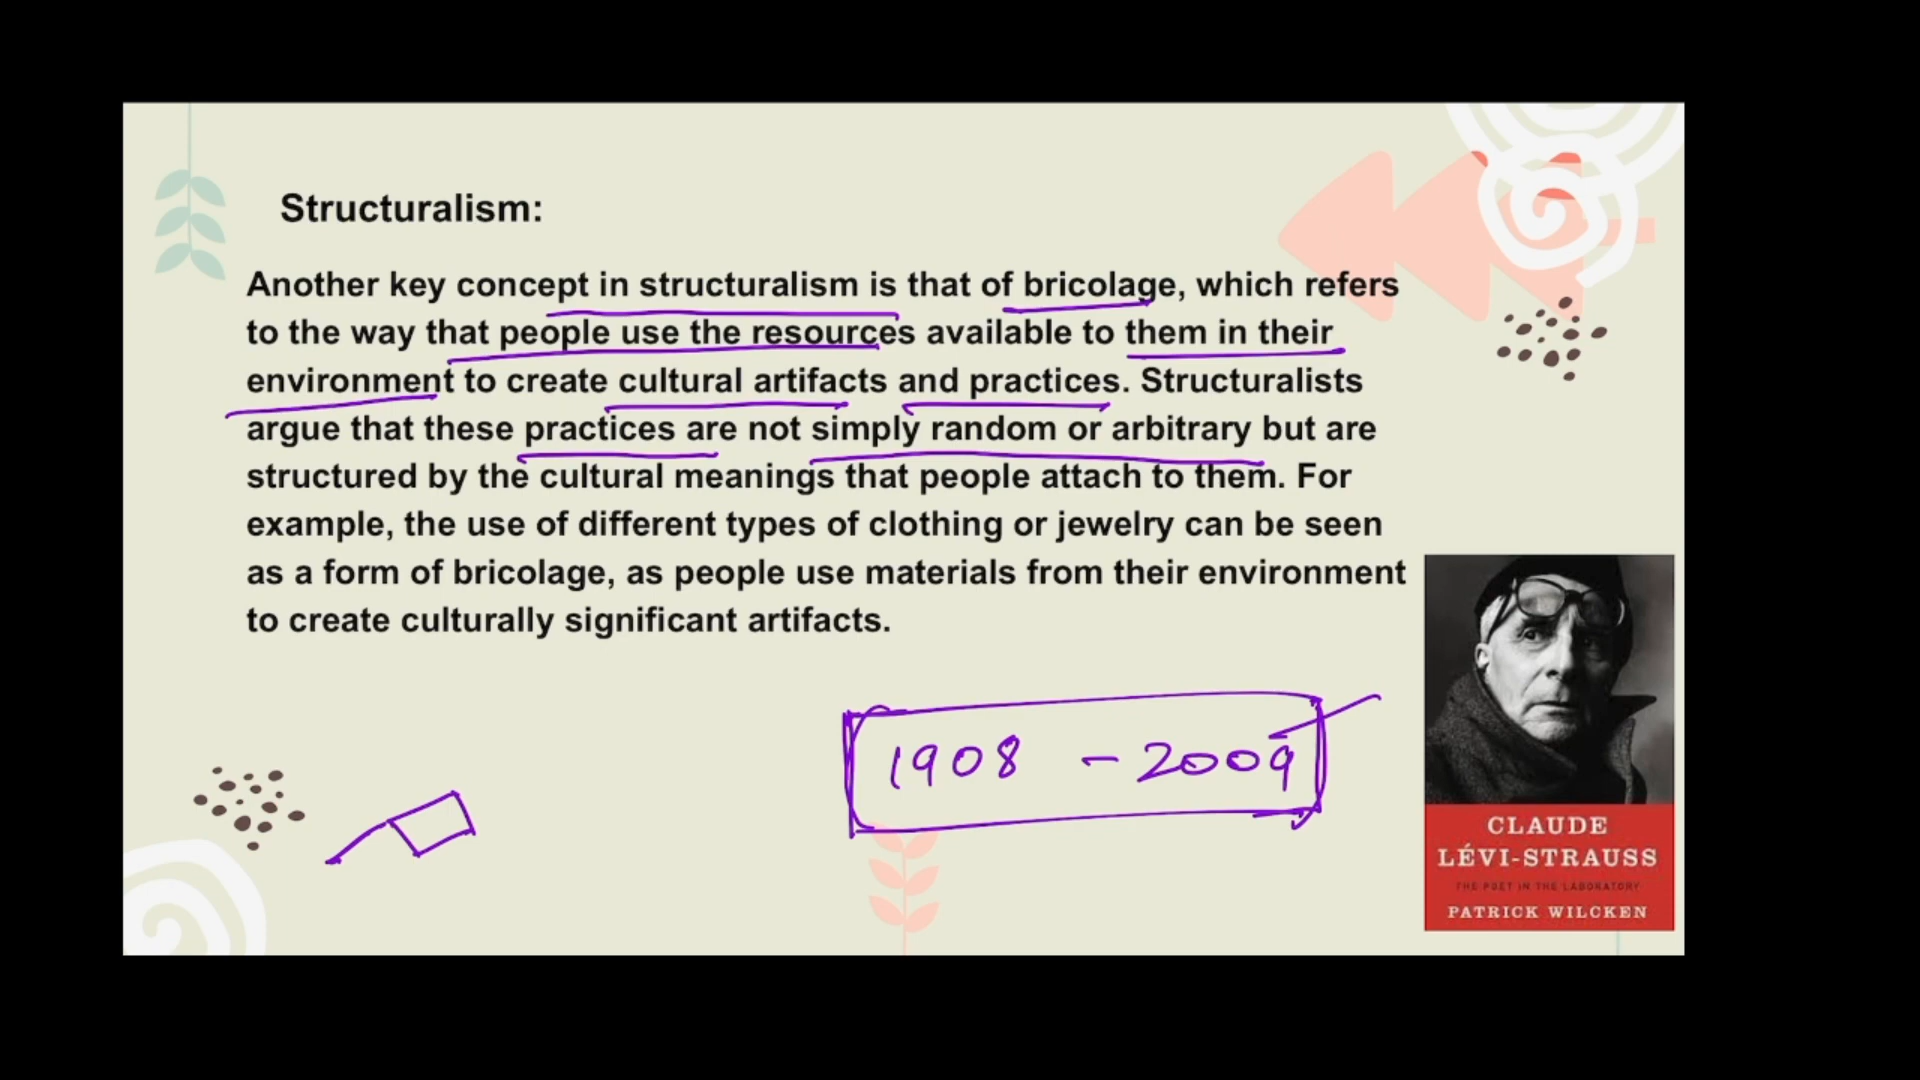 Structuralism:
Another key concept in structuralism is that of bricolage, which refers
to the way that people use the resources available to them in their
environment to create cultural artifacts and practices. Structuralists
argue that these practices are not simply random or arbitrary but are
structured by the cultural meanings that people attach to them. For
example, the use of different types of clothing or jewelry can be seen
as a form of bricolage, as people use materials from their environment
to create culturally significant artifacts.
1908 - 2009
CLAUDE
LÉVI-STRAUSS
THE POET IN THE LABORATORY
PATRICK WILCKEN